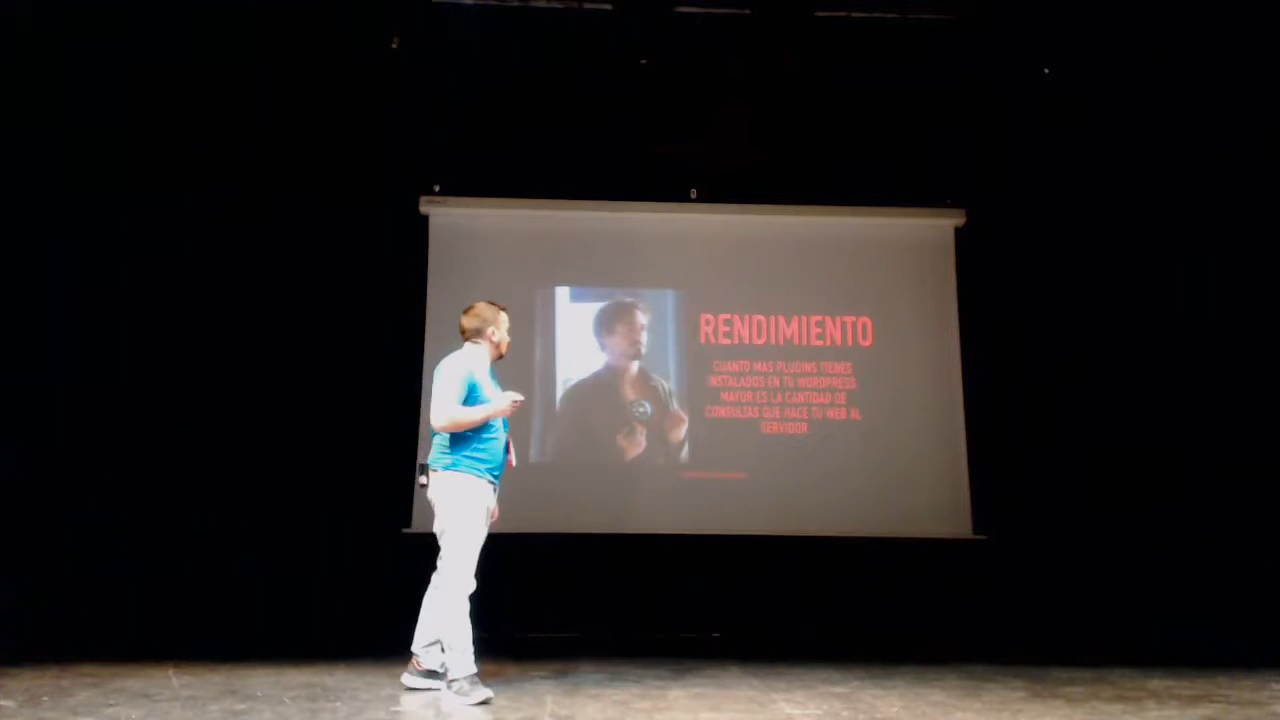 RENDIMIENTO
CUANTO MAS PLUGINS TIENES
INSTALADOS EN TU WORDPRESS
MAYOR ES LA CANTIDAD DE
CONSULTAS QUE HACE TU WEB AL
SERVIDOR